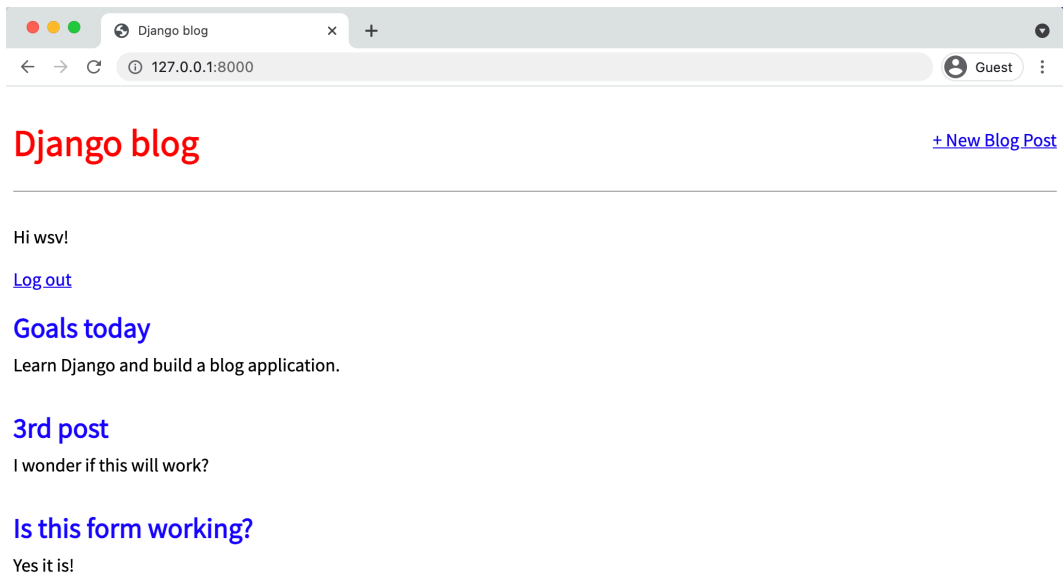 Django blog
127.0.0.1:8000
Guest
Django blog
+ New Blog Post
Hi wsv!
Log out
Goals today
Learn Django and build a blog application.
3rd post
I wonder if this will work?
Is this form working?
Yes it is!